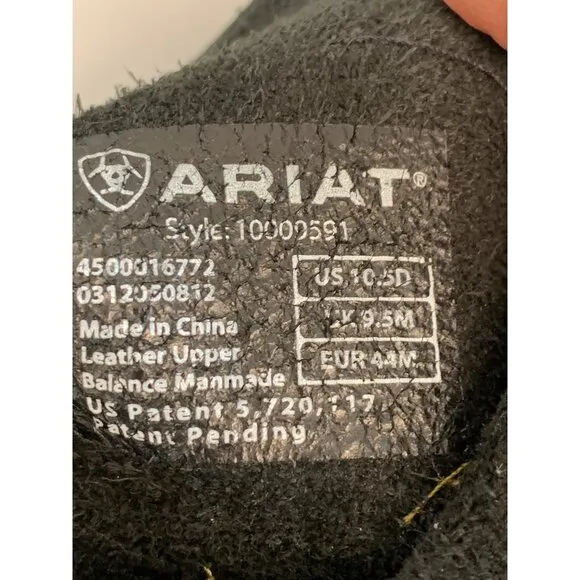 ARIAT®
Style: 10000591
4500016772
0312050812
Made in China
Leather Upper
Balance Manmade
US Patent 5,720,117
Patent Pending
US 10.5D
UK 9.5M
EUR 44M